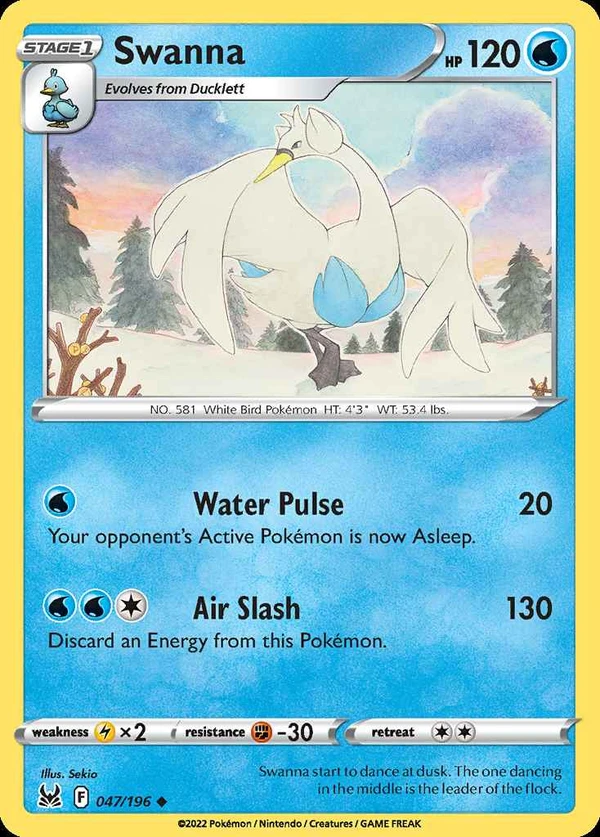 STAGE1
Swanna
HP 120
Evolves from Ducklett
NO. 581 White Bird Pokémon HT: 4'3" WT: 53.4 lbs.
Water Pulse 20
Your opponent's Active Pokémon is now Asleep.
Air Slash 130
Discard an Energy from this Pokémon.
weakness ×2 resistance -30 retreat
Illus. Sekio
Swanna start to dance at dusk. The one dancing
in the middle is the leader of the flock.
F 047/196
©2022 Pokémon / Nintendo / Creatures / GAME FREAK